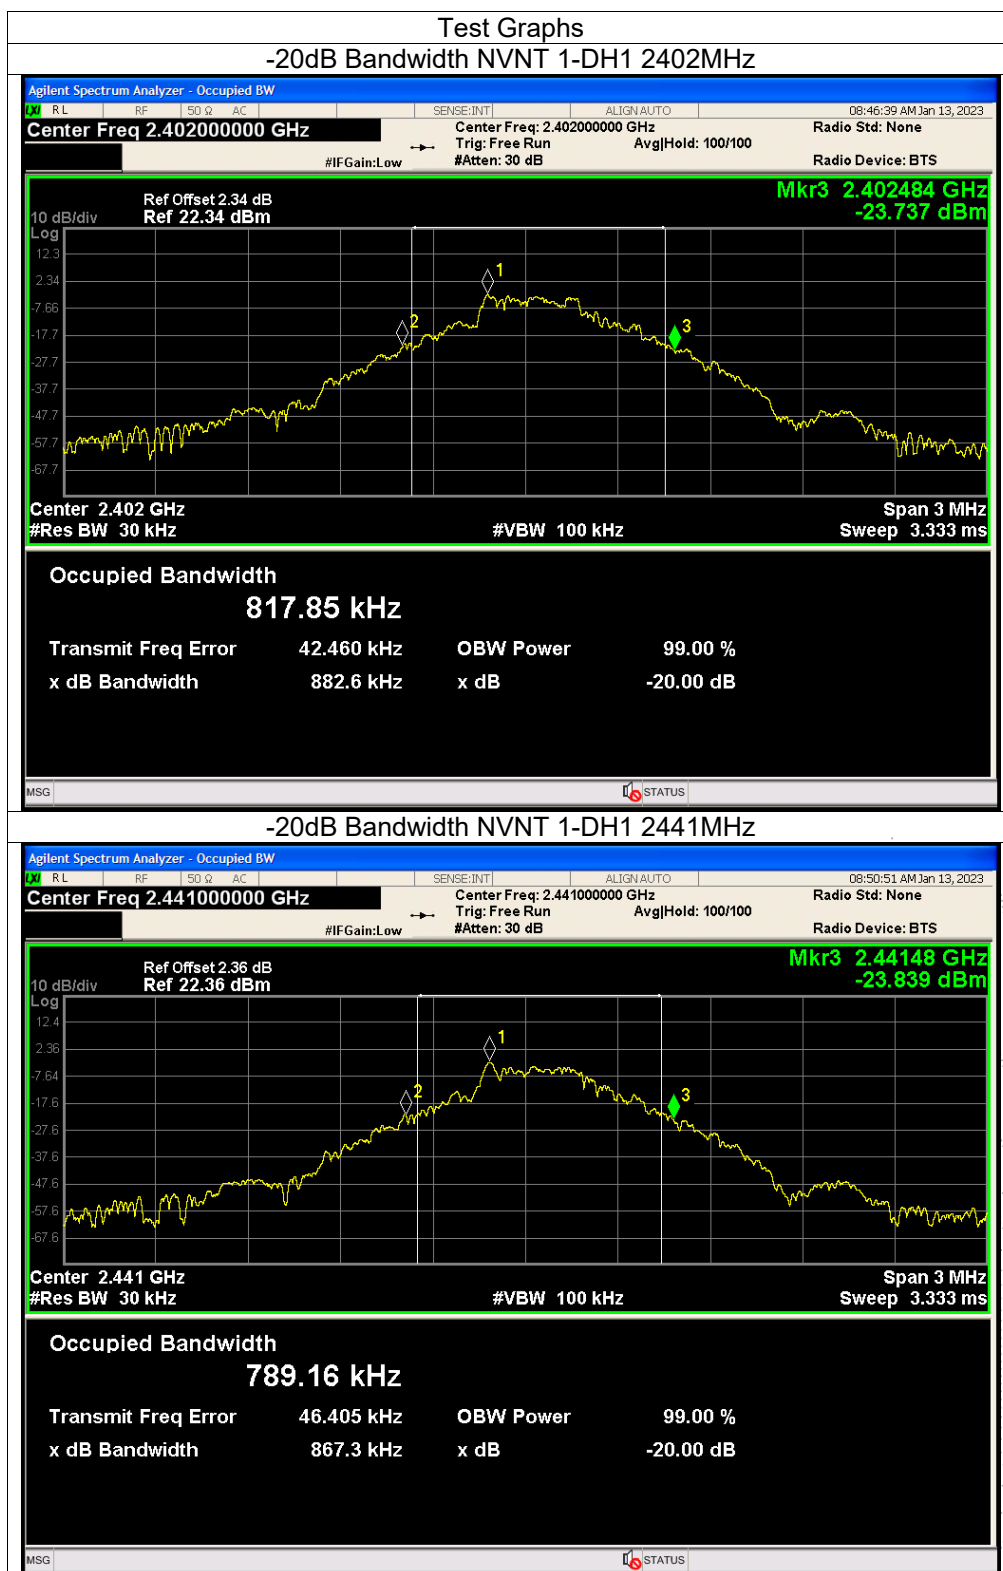 Test Graphs
-20dB Bandwidth NVNT 1-DH1 2402MHz
Agilent Spectrum Analyzer - Occupied BW
LXI RL RF 50 Ω AC SENSE:INT ALIGN AUTO 08:46:39 AM Jan 13, 2023
Center Freq 2.402000000 GHz Center Freq: 2.402000000 GHz Radio Std: None
Trig: Free Run Avg|Hold: 100/100
#IFGain:Low #Atten: 30 dB Radio Device: BTS
Mkr3 2.402484 GHz
Ref Offset 2.34 dB
10 dB/div Ref 22.34 dBm -23.737 dBm
Log
12.3
1
2.34
-7.66
2
3
-17.7
-27.7
-37.7
-47.7
-57.7
-67.7
Center 2.402 GHz Span 3 MHz
#Res BW 30 kHz #VBW 100 kHz Sweep 3.333 ms
Occupied Bandwidth
817.85 kHz
Transmit Freq Error 42.460 kHz OBW Power 99.00 %
x dB Bandwidth 882.6 kHz x dB -20.00 dB
MSG STATUS
-20dB Bandwidth NVNT 1-DH1 2441MHz
Agilent Spectrum Analyzer - Occupied BW
LXI RL RF 50 Ω AC SENSE:INT ALIGN AUTO 08:50:51 AM Jan 13, 2023
Center Freq 2.441000000 GHz Center Freq: 2.441000000 GHz Radio Std: None
Trig: Free Run Avg|Hold: 100/100
#IFGain:Low #Atten: 30 dB Radio Device: BTS
Mkr3 2.44148 GHz
Ref Offset 2.36 dB
10 dB/div Ref 22.36 dBm -23.839 dBm
Log
12.4
1
2.36
-7.64
2
3
-17.6
-27.6
-37.6
-47.6
-57.6
-67.6
Center 2.441 GHz Span 3 MHz
#Res BW 30 kHz #VBW 100 kHz Sweep 3.333 ms
Occupied Bandwidth
789.16 kHz
Transmit Freq Error 46.405 kHz OBW Power 99.00 %
x dB Bandwidth 867.3 kHz x dB -20.00 dB
MSG STATUS